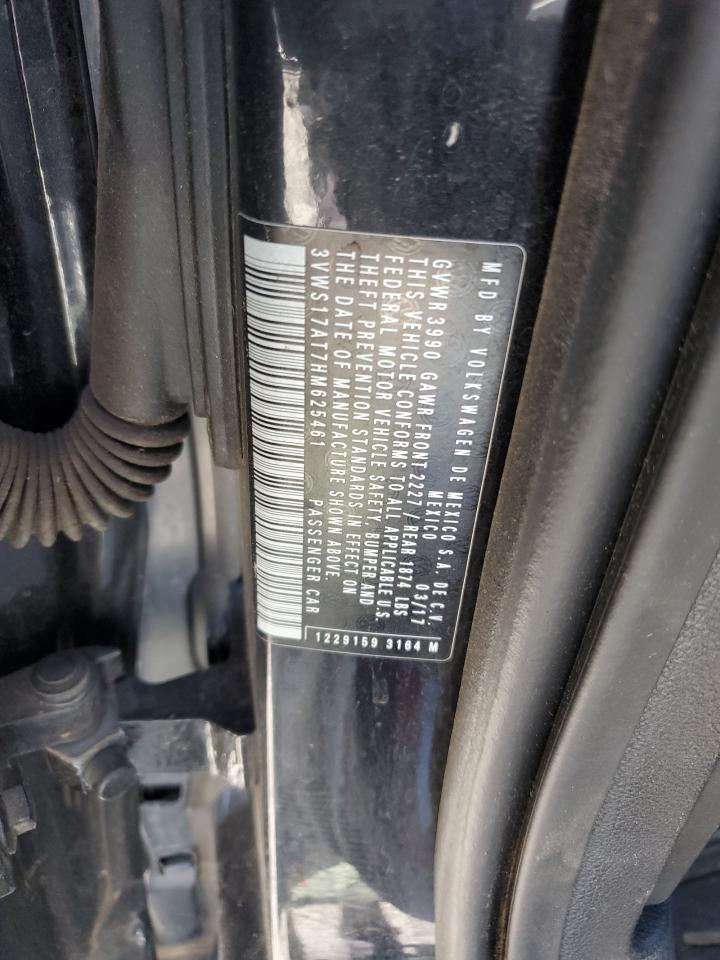 MFD BY VOLKSWAGEN DE MEXICO S.A. DE C.V.
MEXICO 03/17
GVWR 3990 GAWR FRONT 2227 / REAR 1874 LBS
THIS VEHICLE CONFORMS TO ALL APPLICABLE U.S.
FEDERAL MOTOR VEHICLE SAFETY, BUMPER AND
THEFT PREVENTION STANDARDS IN EFFECT ON
THE DATE OF MANUFACTURE SHOWN ABOVE.
3VWS17AT7HM625461 PASSENGER CAR
1229159 3164 M